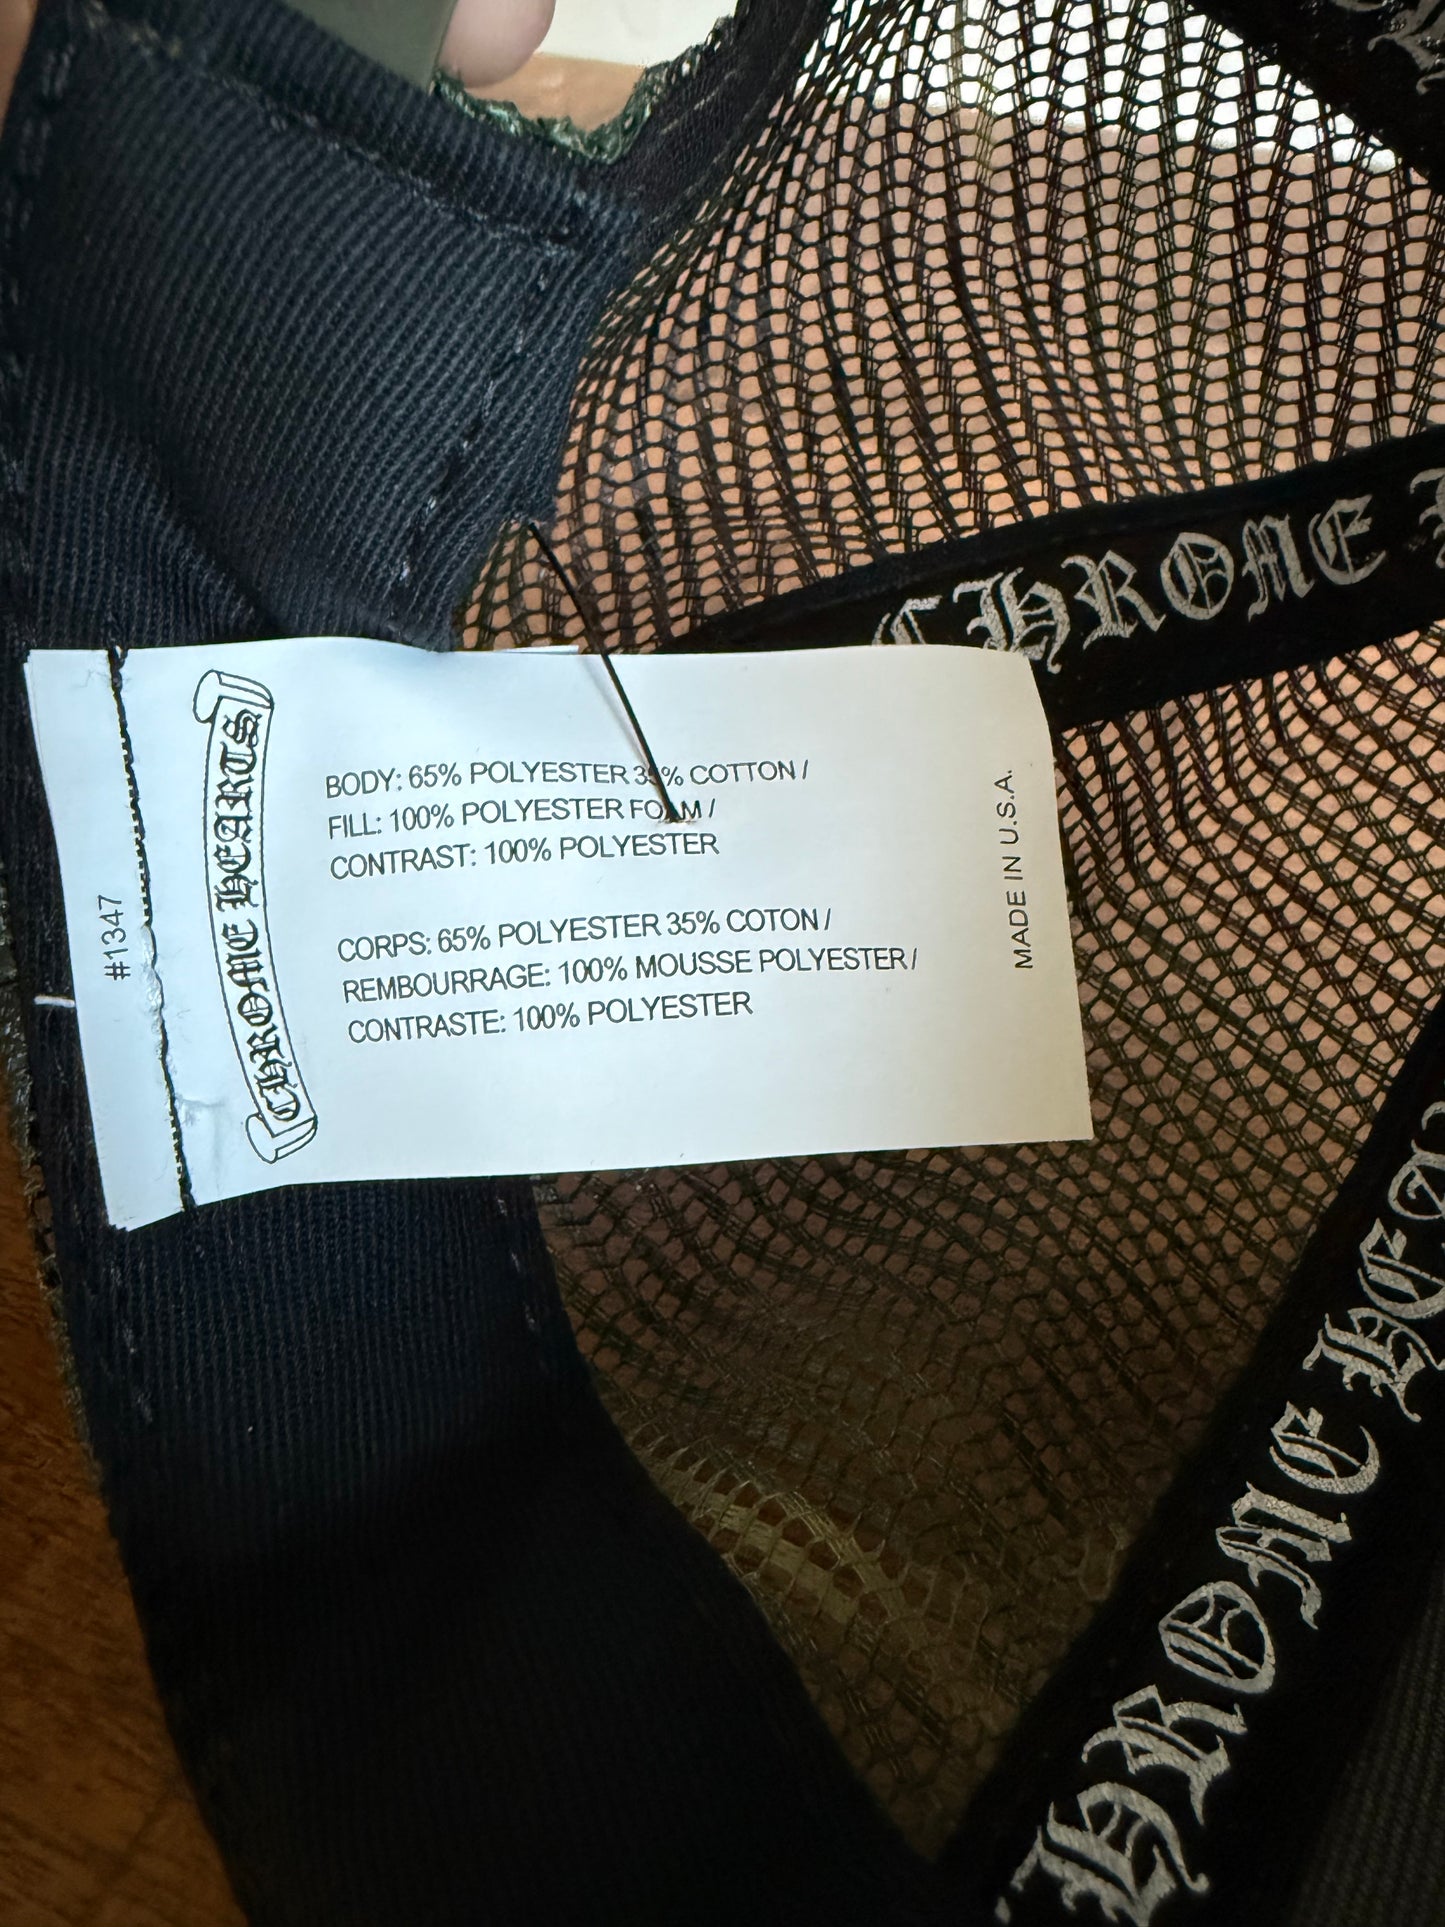 CHROME
#1347
CHROME HEARTS
BODY: 65% POLYESTER 35% COTTON /
FILL: 100% POLYESTER FOAM /
CONTRAST: 100% POLYESTER
CORPS: 65% POLYESTER 35% COTON /
REMBOURRAGE: 100% MOUSSE POLYESTER /
CONTRASTE: 100% POLYESTER
MADE IN U.S.A.
CHROME